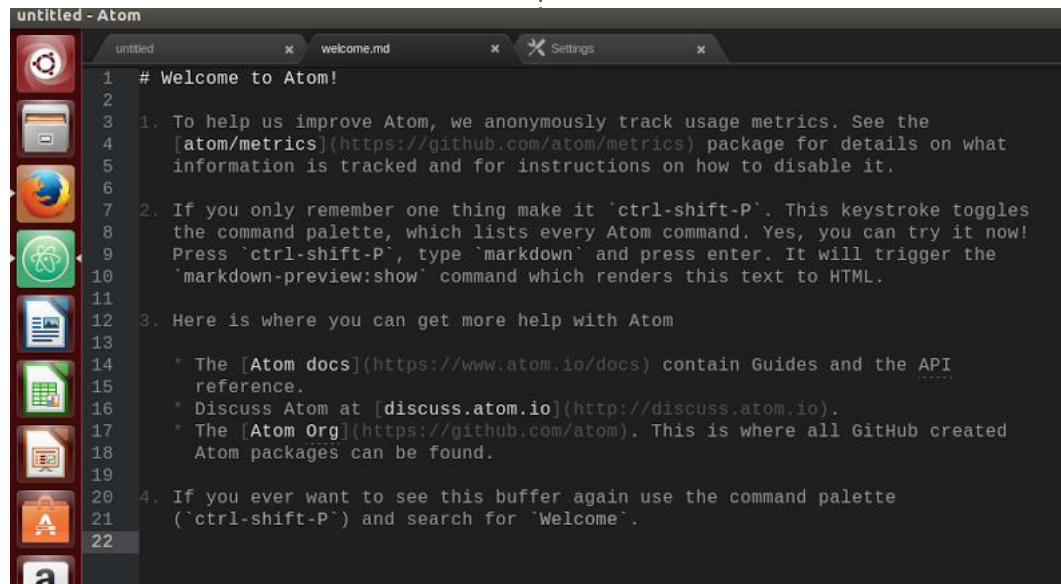 untitled - Atom
untitled
welcome.md
Settings
1 # Welcome to Atom!
2
3 1. To help us improve Atom, we anonymously track usage metrics. See the
4 [atom/metrics](https://github.com/atom/metrics) package for details on what
5 information is tracked and for instructions on how to disable it.
6
7 2. If you only remember one thing make it `ctrl-shift-P`. This keystroke toggles
8 the command palette, which lists every Atom command. Yes, you can try it now!
9 Press `ctrl-shift-P`, type `markdown` and press enter. It will trigger the
10 `markdown-preview:show` command which renders this text to HTML.
11
12 3. Here is where you can get more help with Atom
13
14 * The [Atom docs](https://www.atom.io/docs) contain Guides and the API
15 reference.
16 * Discuss Atom at [discuss.atom.io](http://discuss.atom.io).
17 * The [Atom Org](https://github.com/atom). This is where all GitHub created
18 Atom packages can be found.
19
20 4. If you ever want to see this buffer again use the command palette
21 (`ctrl-shift-P`) and search for `Welcome`.
22
A
a